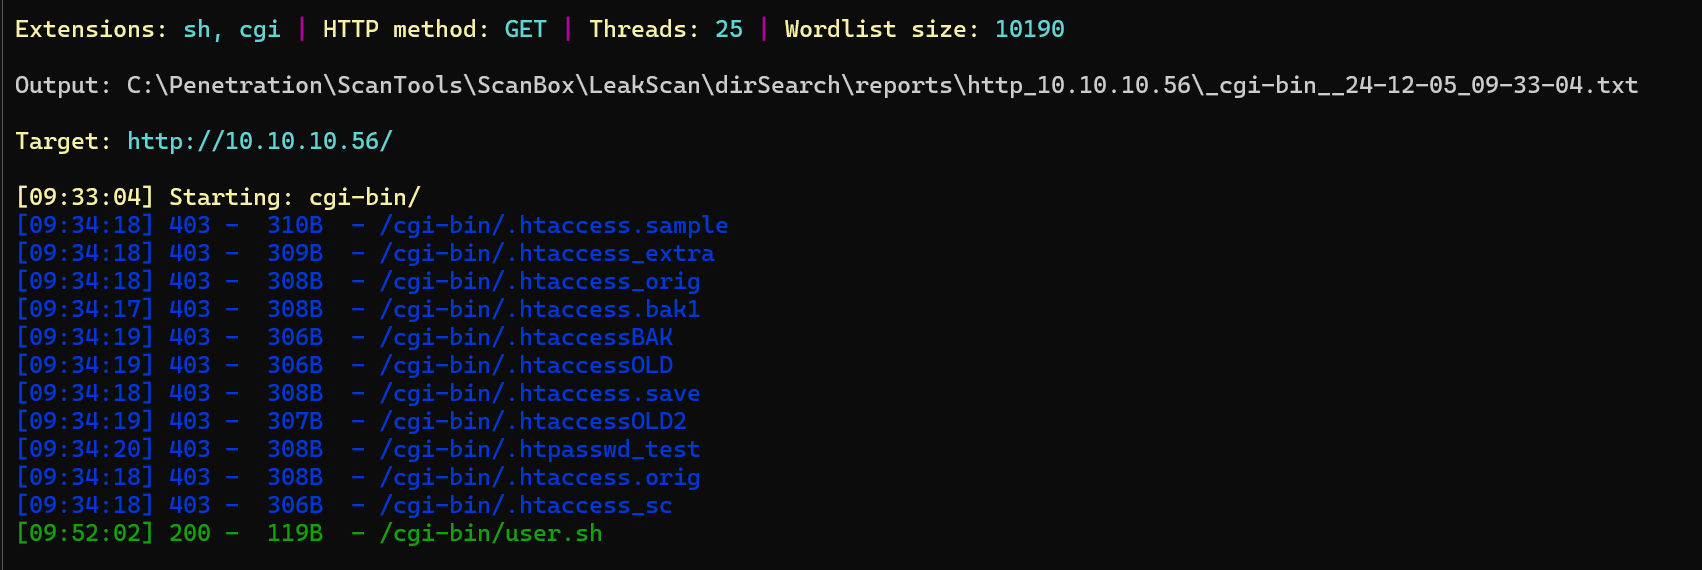 Extensions: sh, cgi | HTTP method: GET | Threads: 25 | Wordlist size: 10190
Output: C:\Penetration\ScanTools\ScanBox\LeakScan\dirSearch\reports\http_10.10.10.56\_cgi-bin__24-12-05_09-33-04.txt
Target: http://10.10.10.56/
[09:33:04] Starting: cgi-bin/
[09:34:18] 403 -  310B  - /cgi-bin/.htaccess.sample
[09:34:18] 403 -  309B  - /cgi-bin/.htaccess_extra
[09:34:18] 403 -  308B  - /cgi-bin/.htaccess_orig
[09:34:17] 403 -  308B  - /cgi-bin/.htaccess.bak1
[09:34:19] 403 -  306B  - /cgi-bin/.htaccessBAK
[09:34:19] 403 -  306B  - /cgi-bin/.htaccessOLD
[09:34:18] 403 -  308B  - /cgi-bin/.htaccess.save
[09:34:19] 403 -  307B  - /cgi-bin/.htaccessOLD2
[09:34:20] 403 -  308B  - /cgi-bin/.htpasswd_test
[09:34:18] 403 -  308B  - /cgi-bin/.htaccess.orig
[09:34:18] 403 -  306B  - /cgi-bin/.htaccess_sc
[09:52:02] 200 -  119B  - /cgi-bin/user.sh